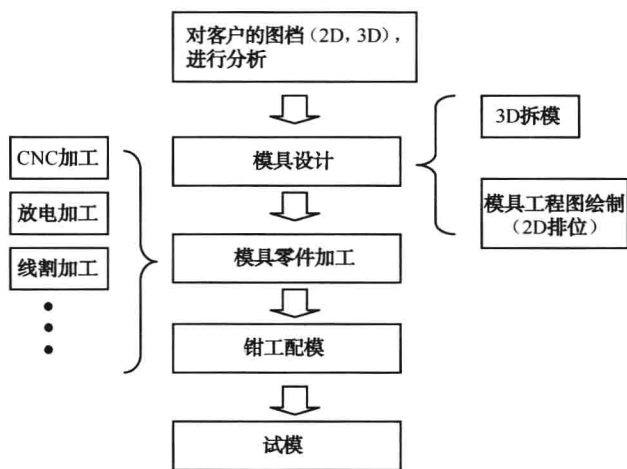 对客户的图档（2D, 3D），
进行分析
3D拆模
CNC加工
模具设计
放电加工
模具工程图绘制
（2D排位）
线割加工
模具零件加工
钳工配模
试模